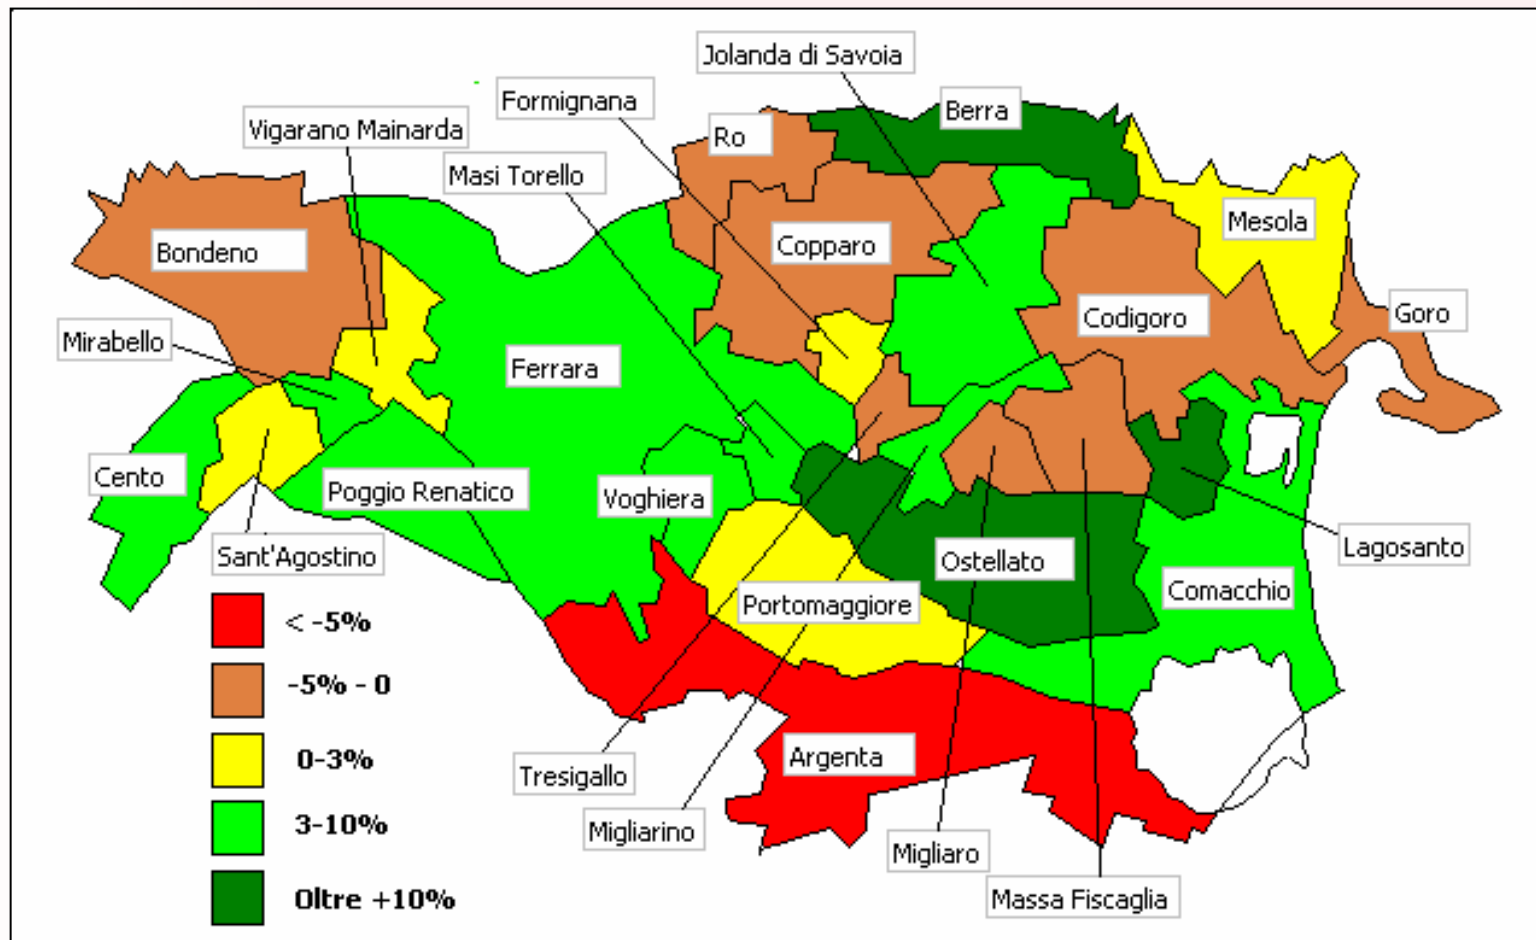 Jolanda di Savoia
Formignana
Berra
Vigarano Mainarda
Ro
Masi Torello
Mesola
Copparo
Bondeno
Codigoro
Goro
Mirabello
Ferrara
Cento
Poggio Renatico
Voghiera
Sant'Agostino
Ostellato
Lagosanto
Comacchio
Portomaggiore
< -5%
-5% - 0
0-3%
Argenta
Tresigallo
3-10%
Migliarino
Migliaro
Oltre +10%
Massa Fiscaglia